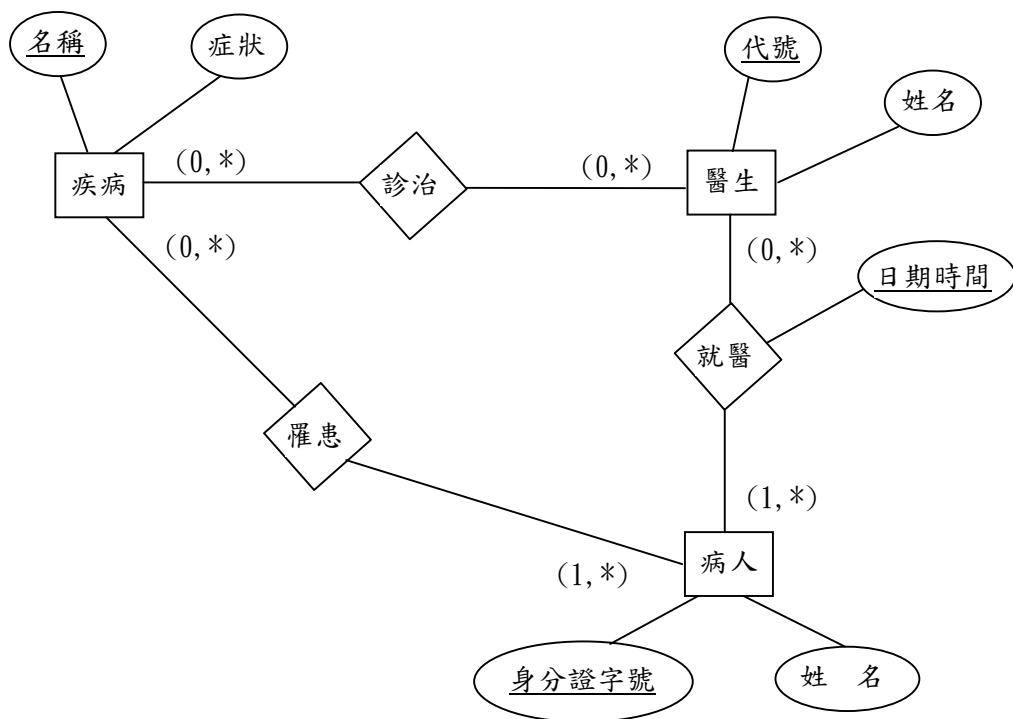 名稱
症狀
代號
姓名
疾病
(0,*)
診治
(0,*)
醫生
(0,*)
(0,*)
日期時間
就醫
罹患
(1,*)
病人
(1,*)
身分證字號
姓　名